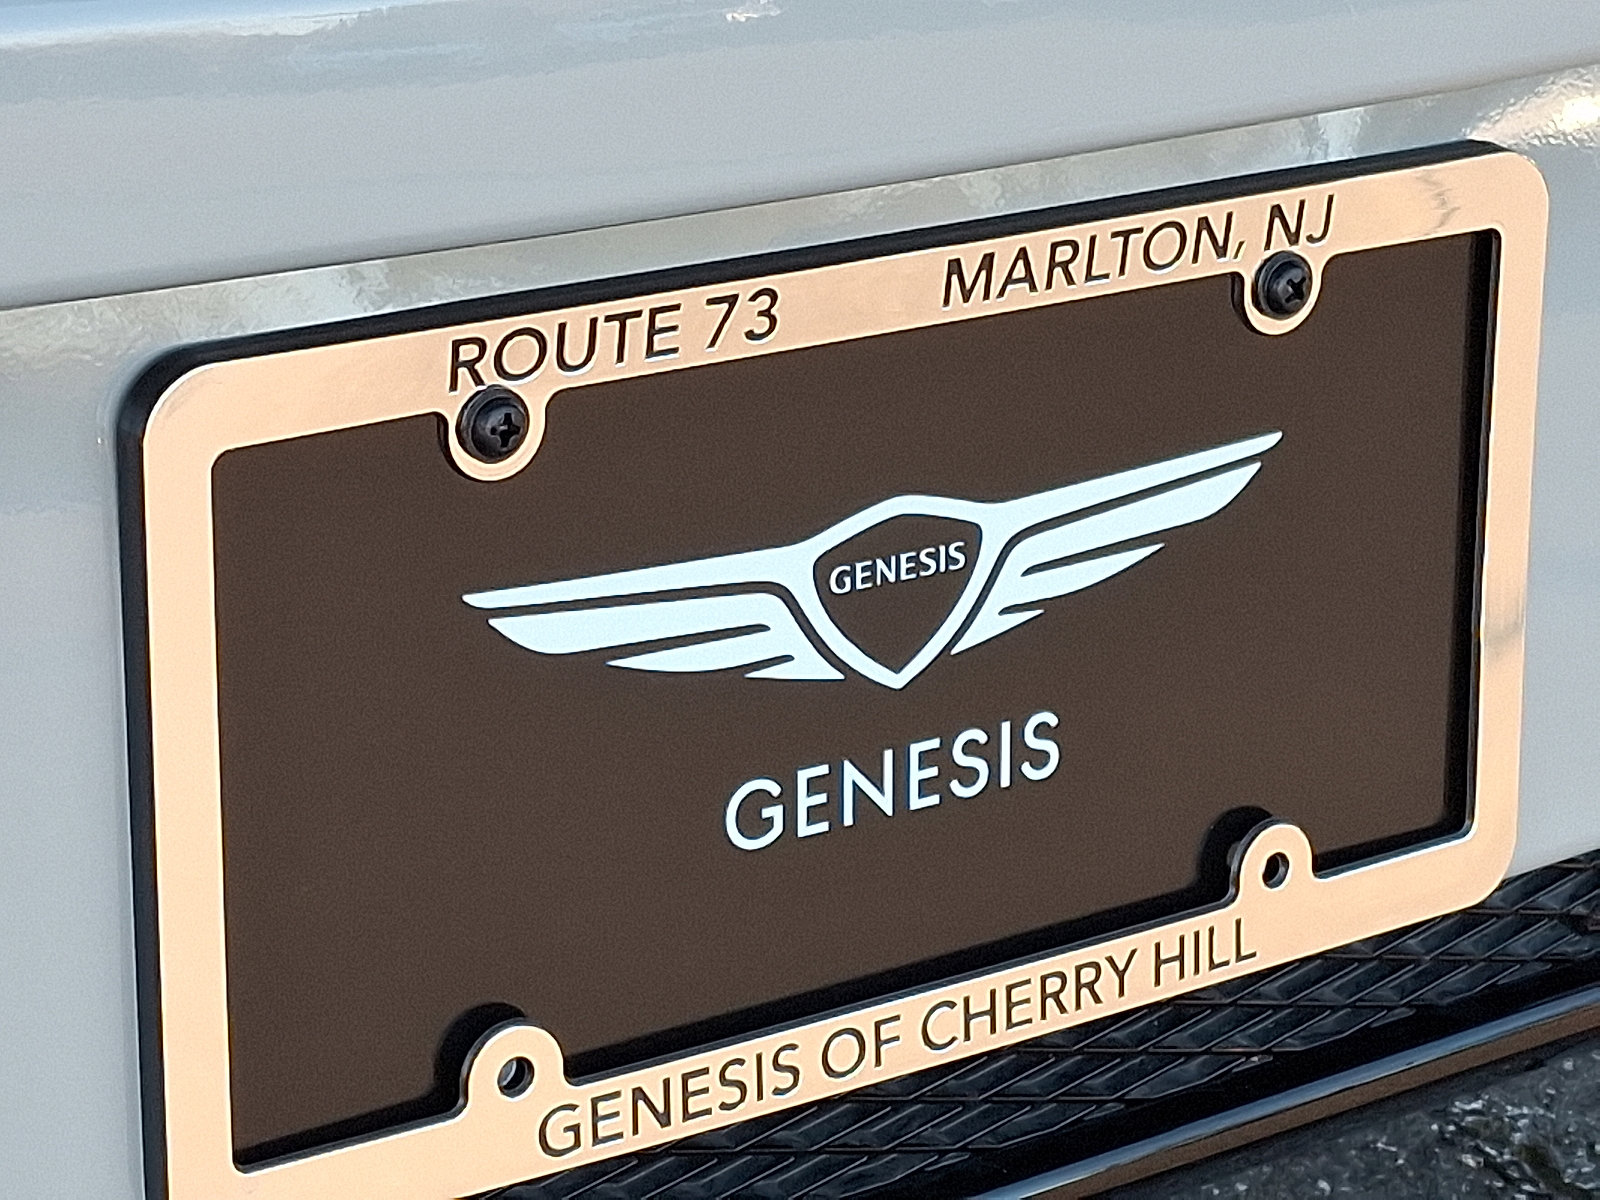 ROUTE 73 MARLTON, NJ
GENESIS
GENESIS
GENESIS OF CHERRY HILL